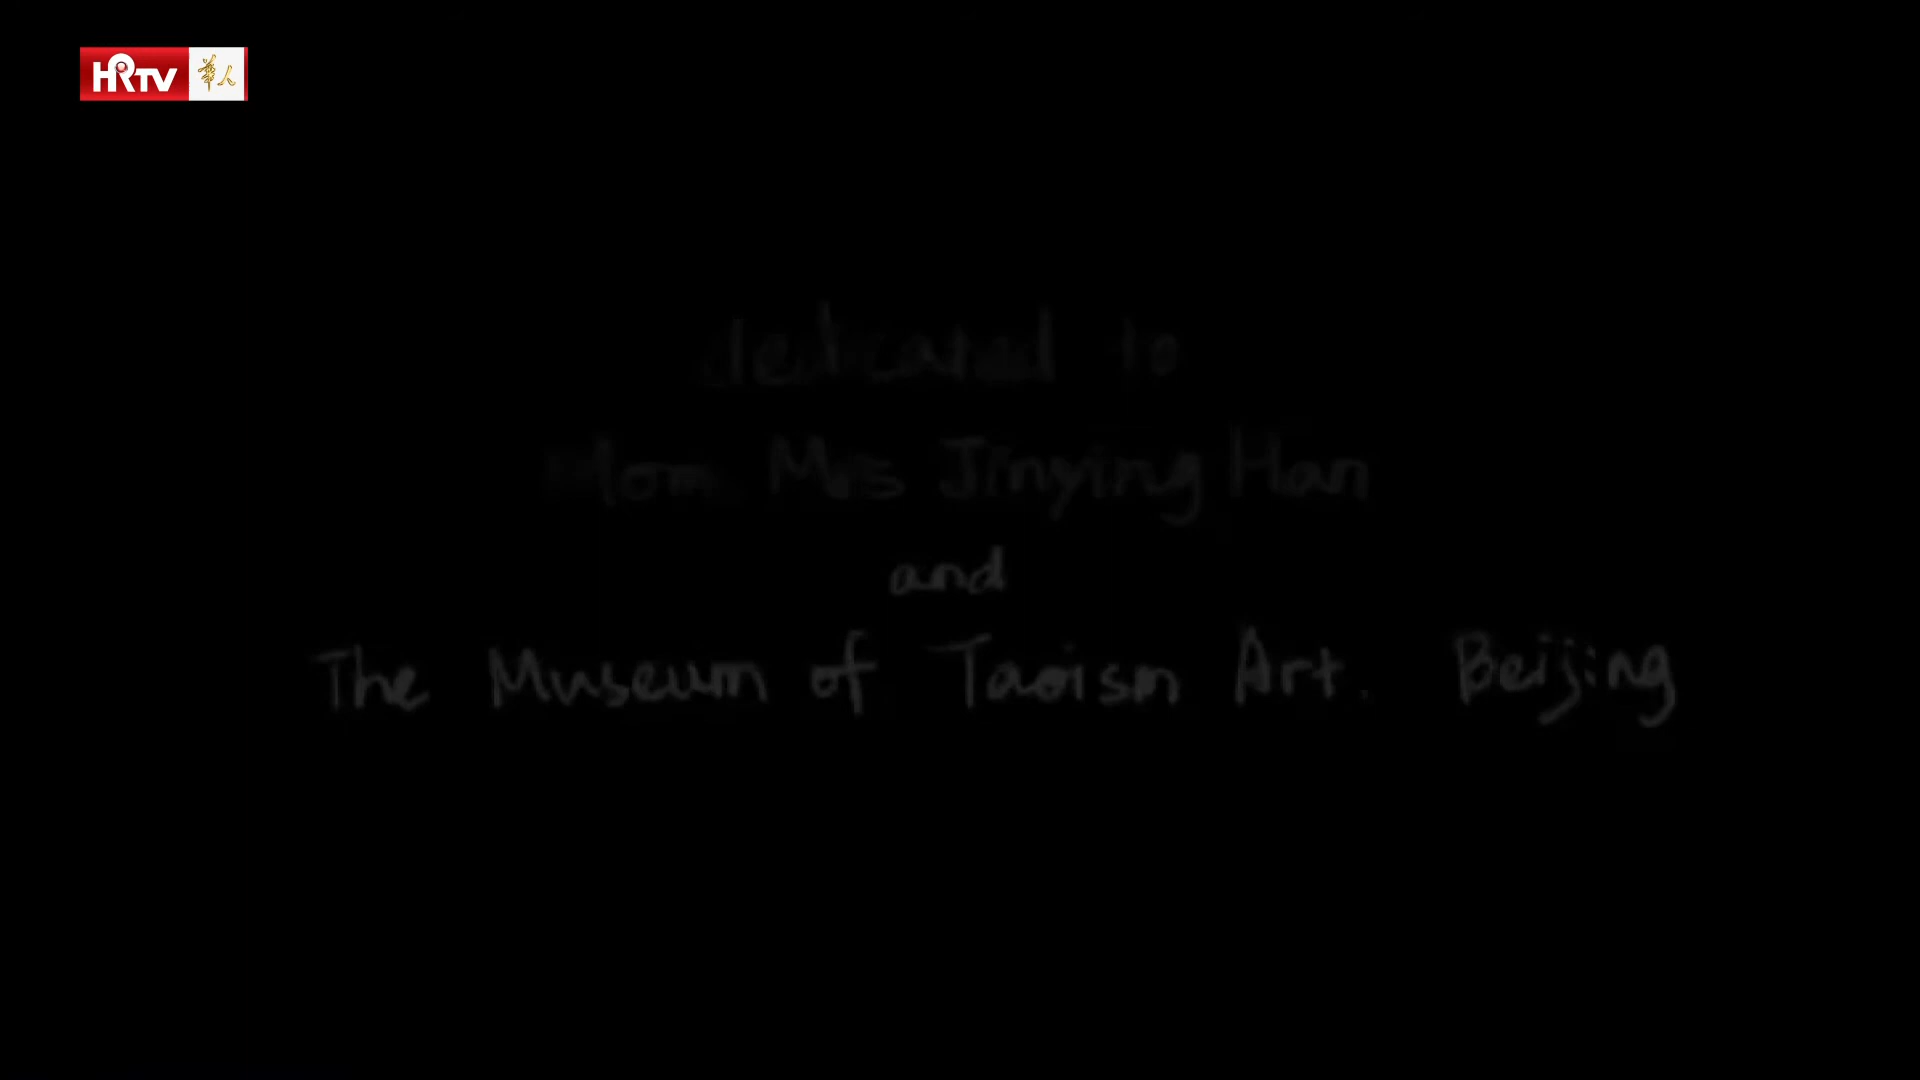 HRTV 華人
dedicated to
Mom Mrs Jinying Han
and
The Museum of Taoism Art. Beijing